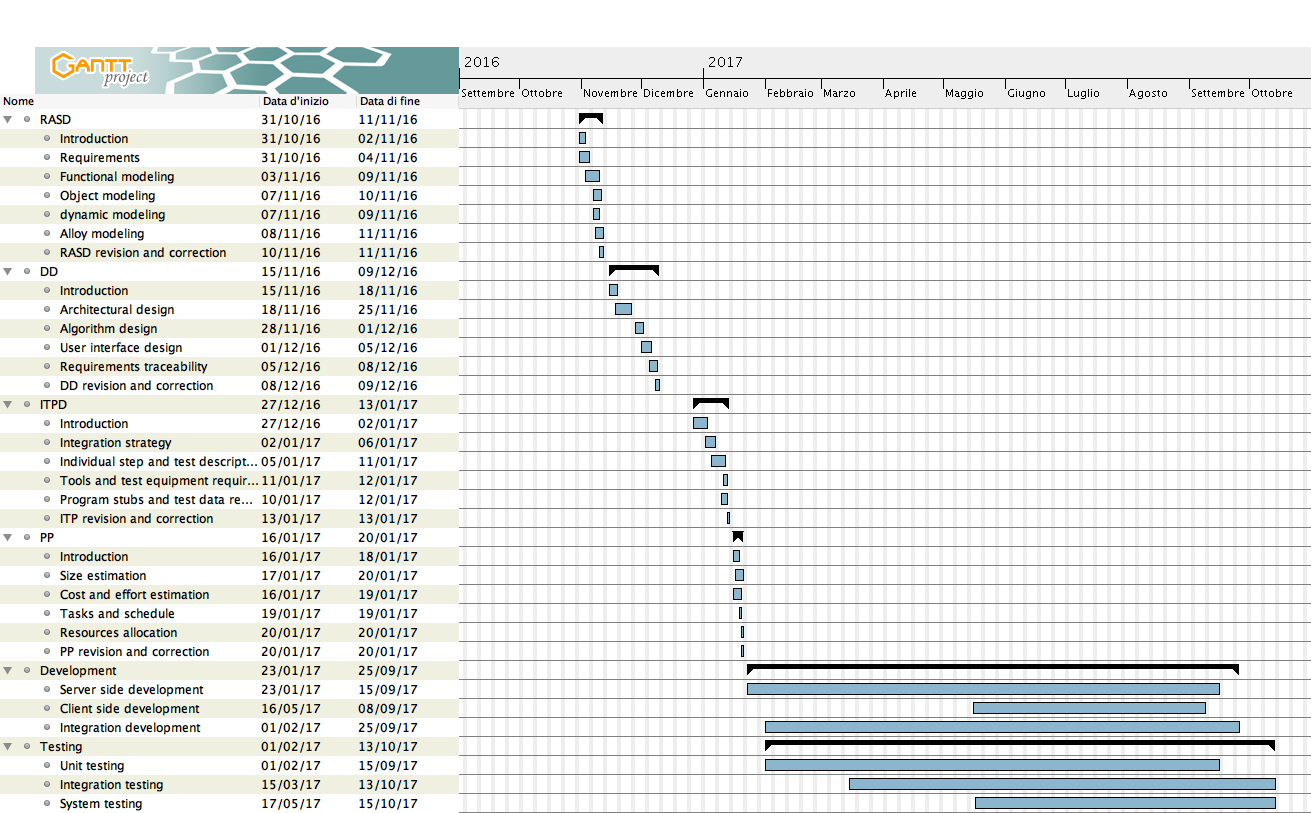 GANTT
project
2016 2017
Settembre Ottobre Novembre Dicembre Gennaio Febbraio Marzo Aprile Maggio Giugno Luglio Agosto Settembre Ottobre
Nome Data d'inizio Data di fine
RASD 31/10/16 11/11/16
Introduction 31/10/16 02/11/16
Requirements 31/10/16 04/11/16
Functional modeling 03/11/16 09/11/16
Object modeling 07/11/16 10/11/16
dynamic modeling 07/11/16 09/11/16
Alloy modeling 08/11/16 11/11/16
RASD revision and correction 10/11/16 11/11/16
DD 15/11/16 09/12/16
Introduction 15/11/16 18/11/16
Architectural design 18/11/16 25/11/16
Algorithm design 28/11/16 01/12/16
User interface design 01/12/16 05/12/16
Requirements traceability 05/12/16 08/12/16
DD revision and correction 08/12/16 09/12/16
ITPD 27/12/16 13/01/17
Introduction 27/12/16 02/01/17
Integration strategy 02/01/17 06/01/17
Individual step and test descript... 05/01/17 11/01/17
Tools and test equipment requir... 11/01/17 12/01/17
Program stubs and test data re... 10/01/17 12/01/17
ITP revision and correction 13/01/17 13/01/17
PP 16/01/17 20/01/17
Introduction 16/01/17 18/01/17
Size estimation 17/01/17 20/01/17
Cost and effort estimation 16/01/17 19/01/17
Tasks and schedule 19/01/17 19/01/17
Resources allocation 20/01/17 20/01/17
PP revision and correction 20/01/17 20/01/17
Development 23/01/17 25/09/17
Server side development 23/01/17 15/09/17
Client side development 16/05/17 08/09/17
Integration development 01/02/17 25/09/17
Testing 01/02/17 13/10/17
Unit testing 01/02/17 15/09/17
Integration testing 15/03/17 13/10/17
System testing 17/05/17 15/10/17